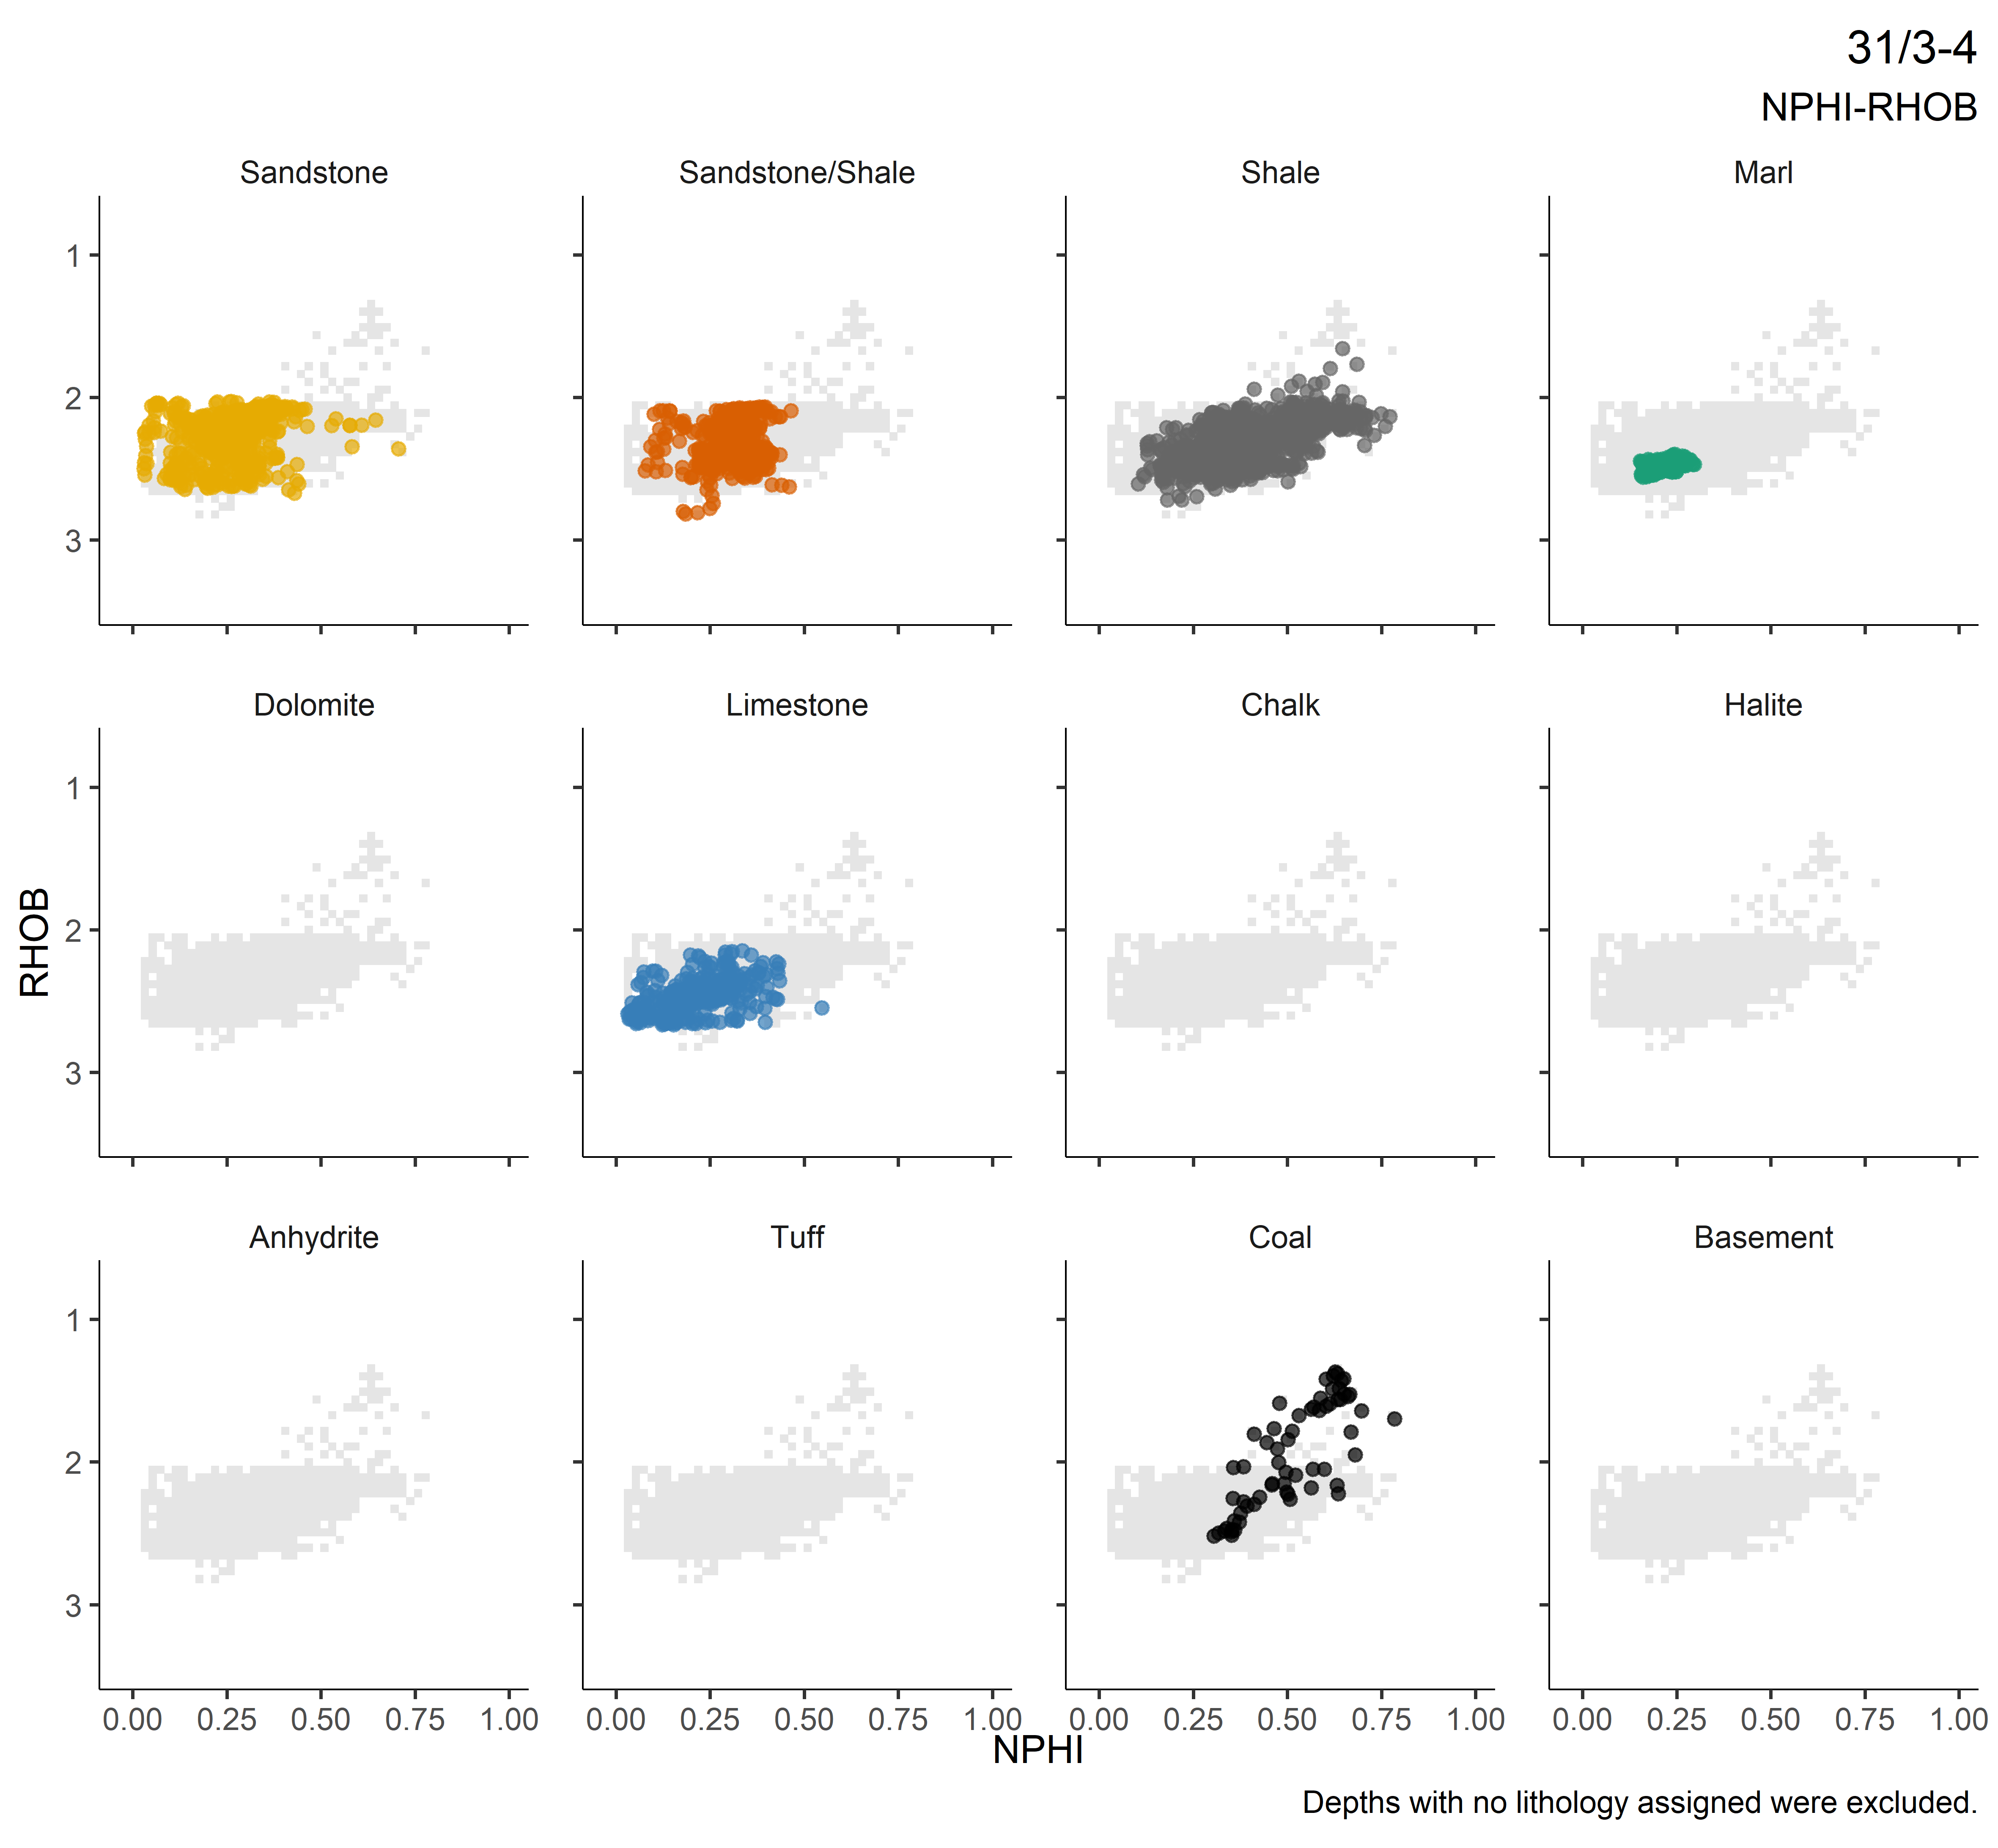 31/3-4
NPHI-RHOB
Sandstone
Sandstone/Shale
Shale
Marl
1
2
3
Dolomite
Limestone
Chalk
Halite
1
2
3
RHOB
Anhydrite
Tuff
Coal
Basement
1
2
3
0.00 0.25 0.50 0.75 1.00
0.00 0.25 0.50 0.75 1.00
0.00 0.25 0.50 0.75 1.00
0.00 0.25 0.50 0.75 1.00
NPHI
Depths with no lithology assigned were excluded.